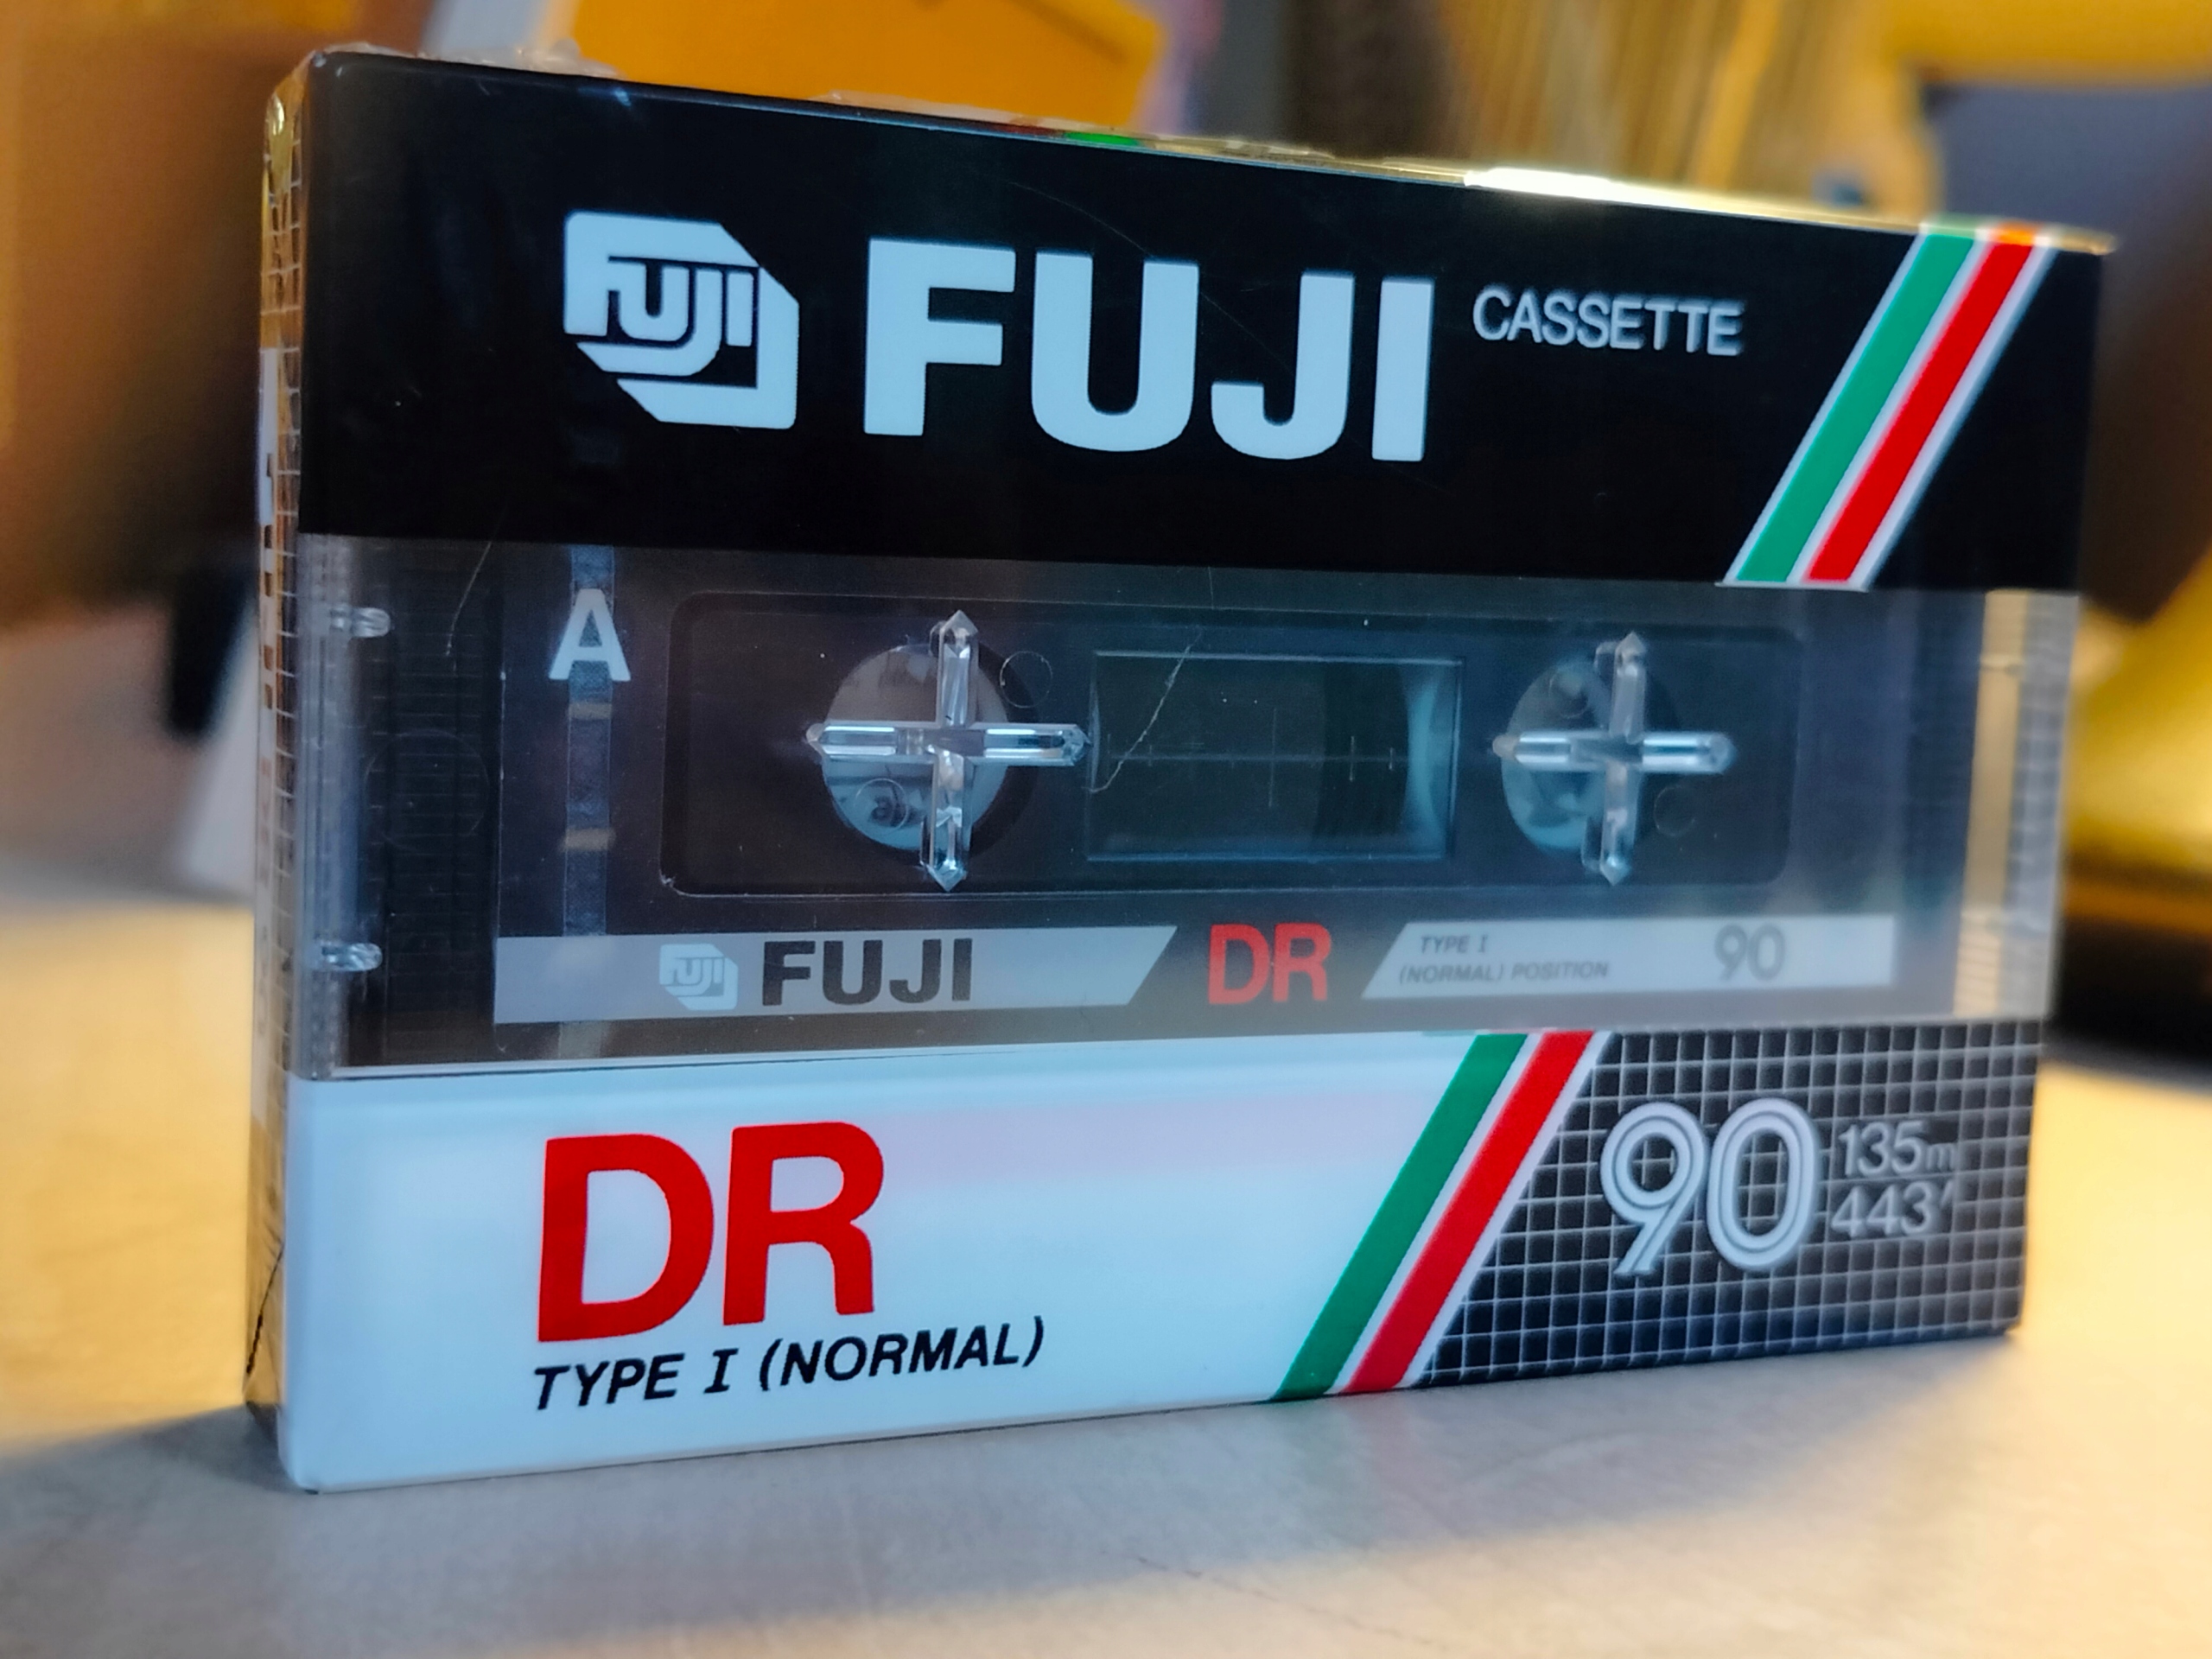 FUJI FUJI CASSETTE
A
FUJI FUJI DR TYPE I 90
(NORMAL) POSITION
DR
TYPE I (NORMAL)
90 135m
443'